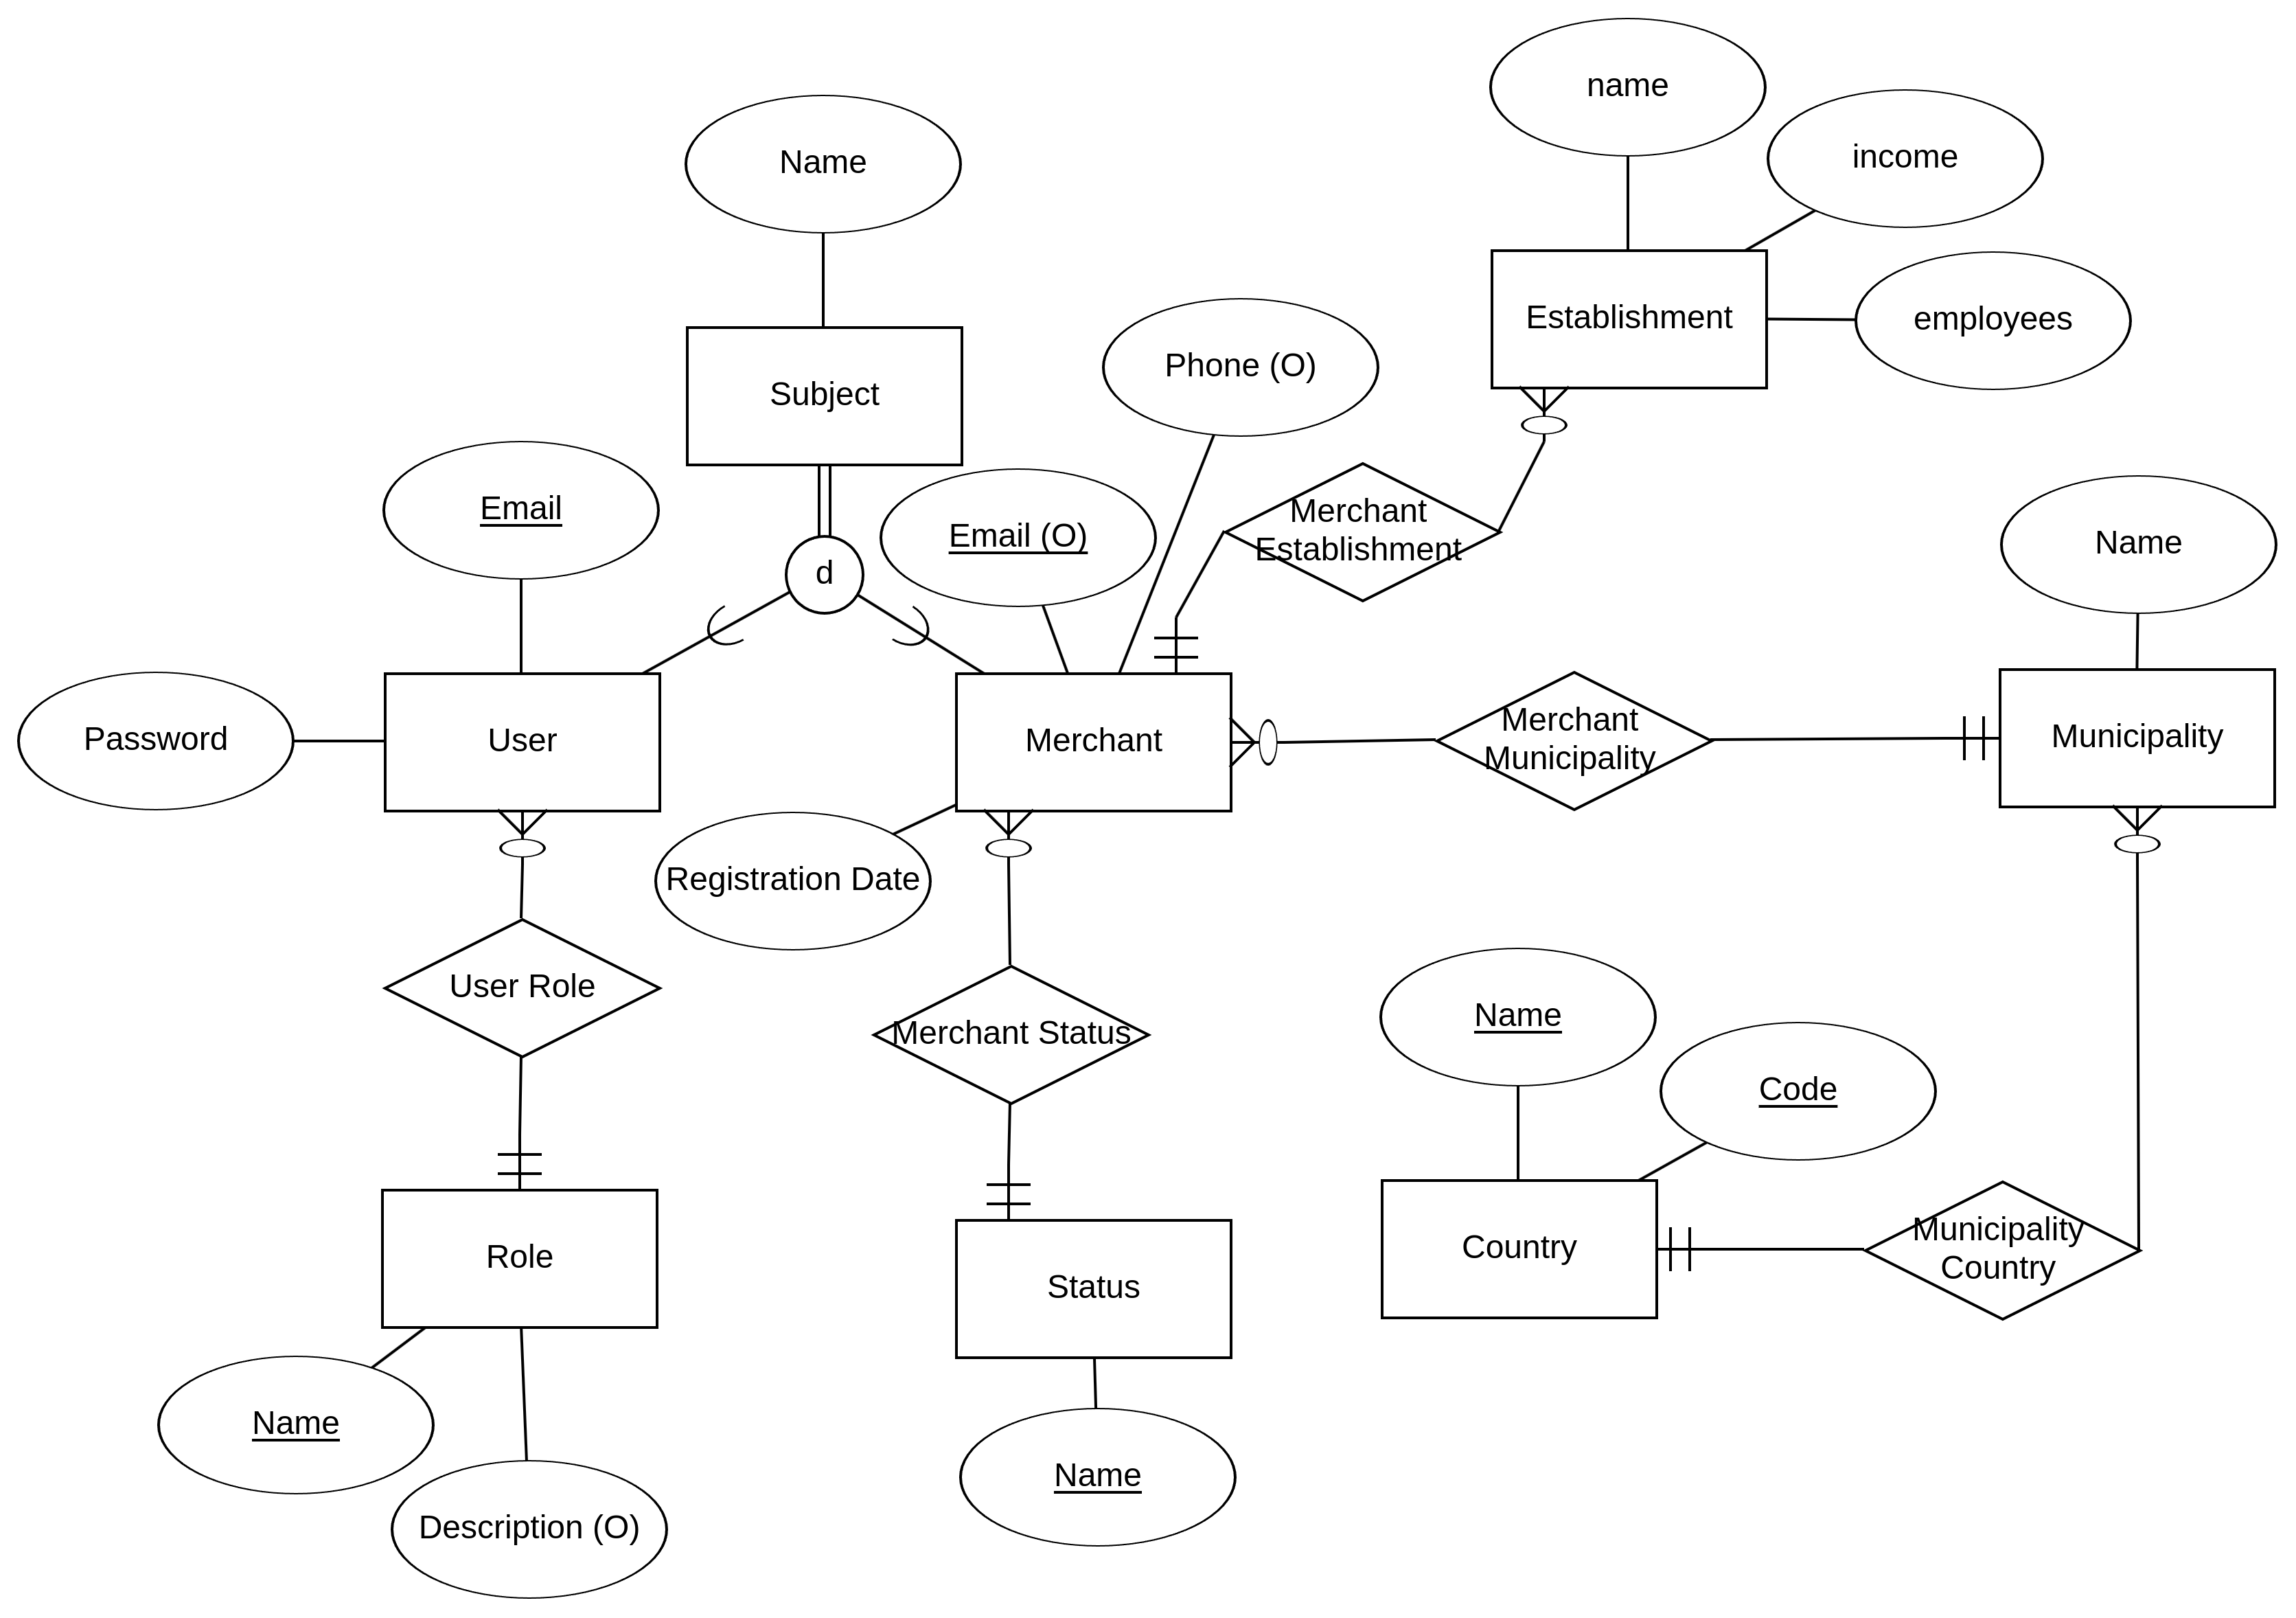 name
income
Name
Establishment
employees
Phone (O)
Subject
Email
Email (O)
Merchant
Establishment
Name
d
Password
User
Merchant
Merchant
Municipality
Municipality
Registration Date
User Role
Merchant Status
Name
Code
Role
Status
Country
Municipality
Country
Name
Name
Description (O)